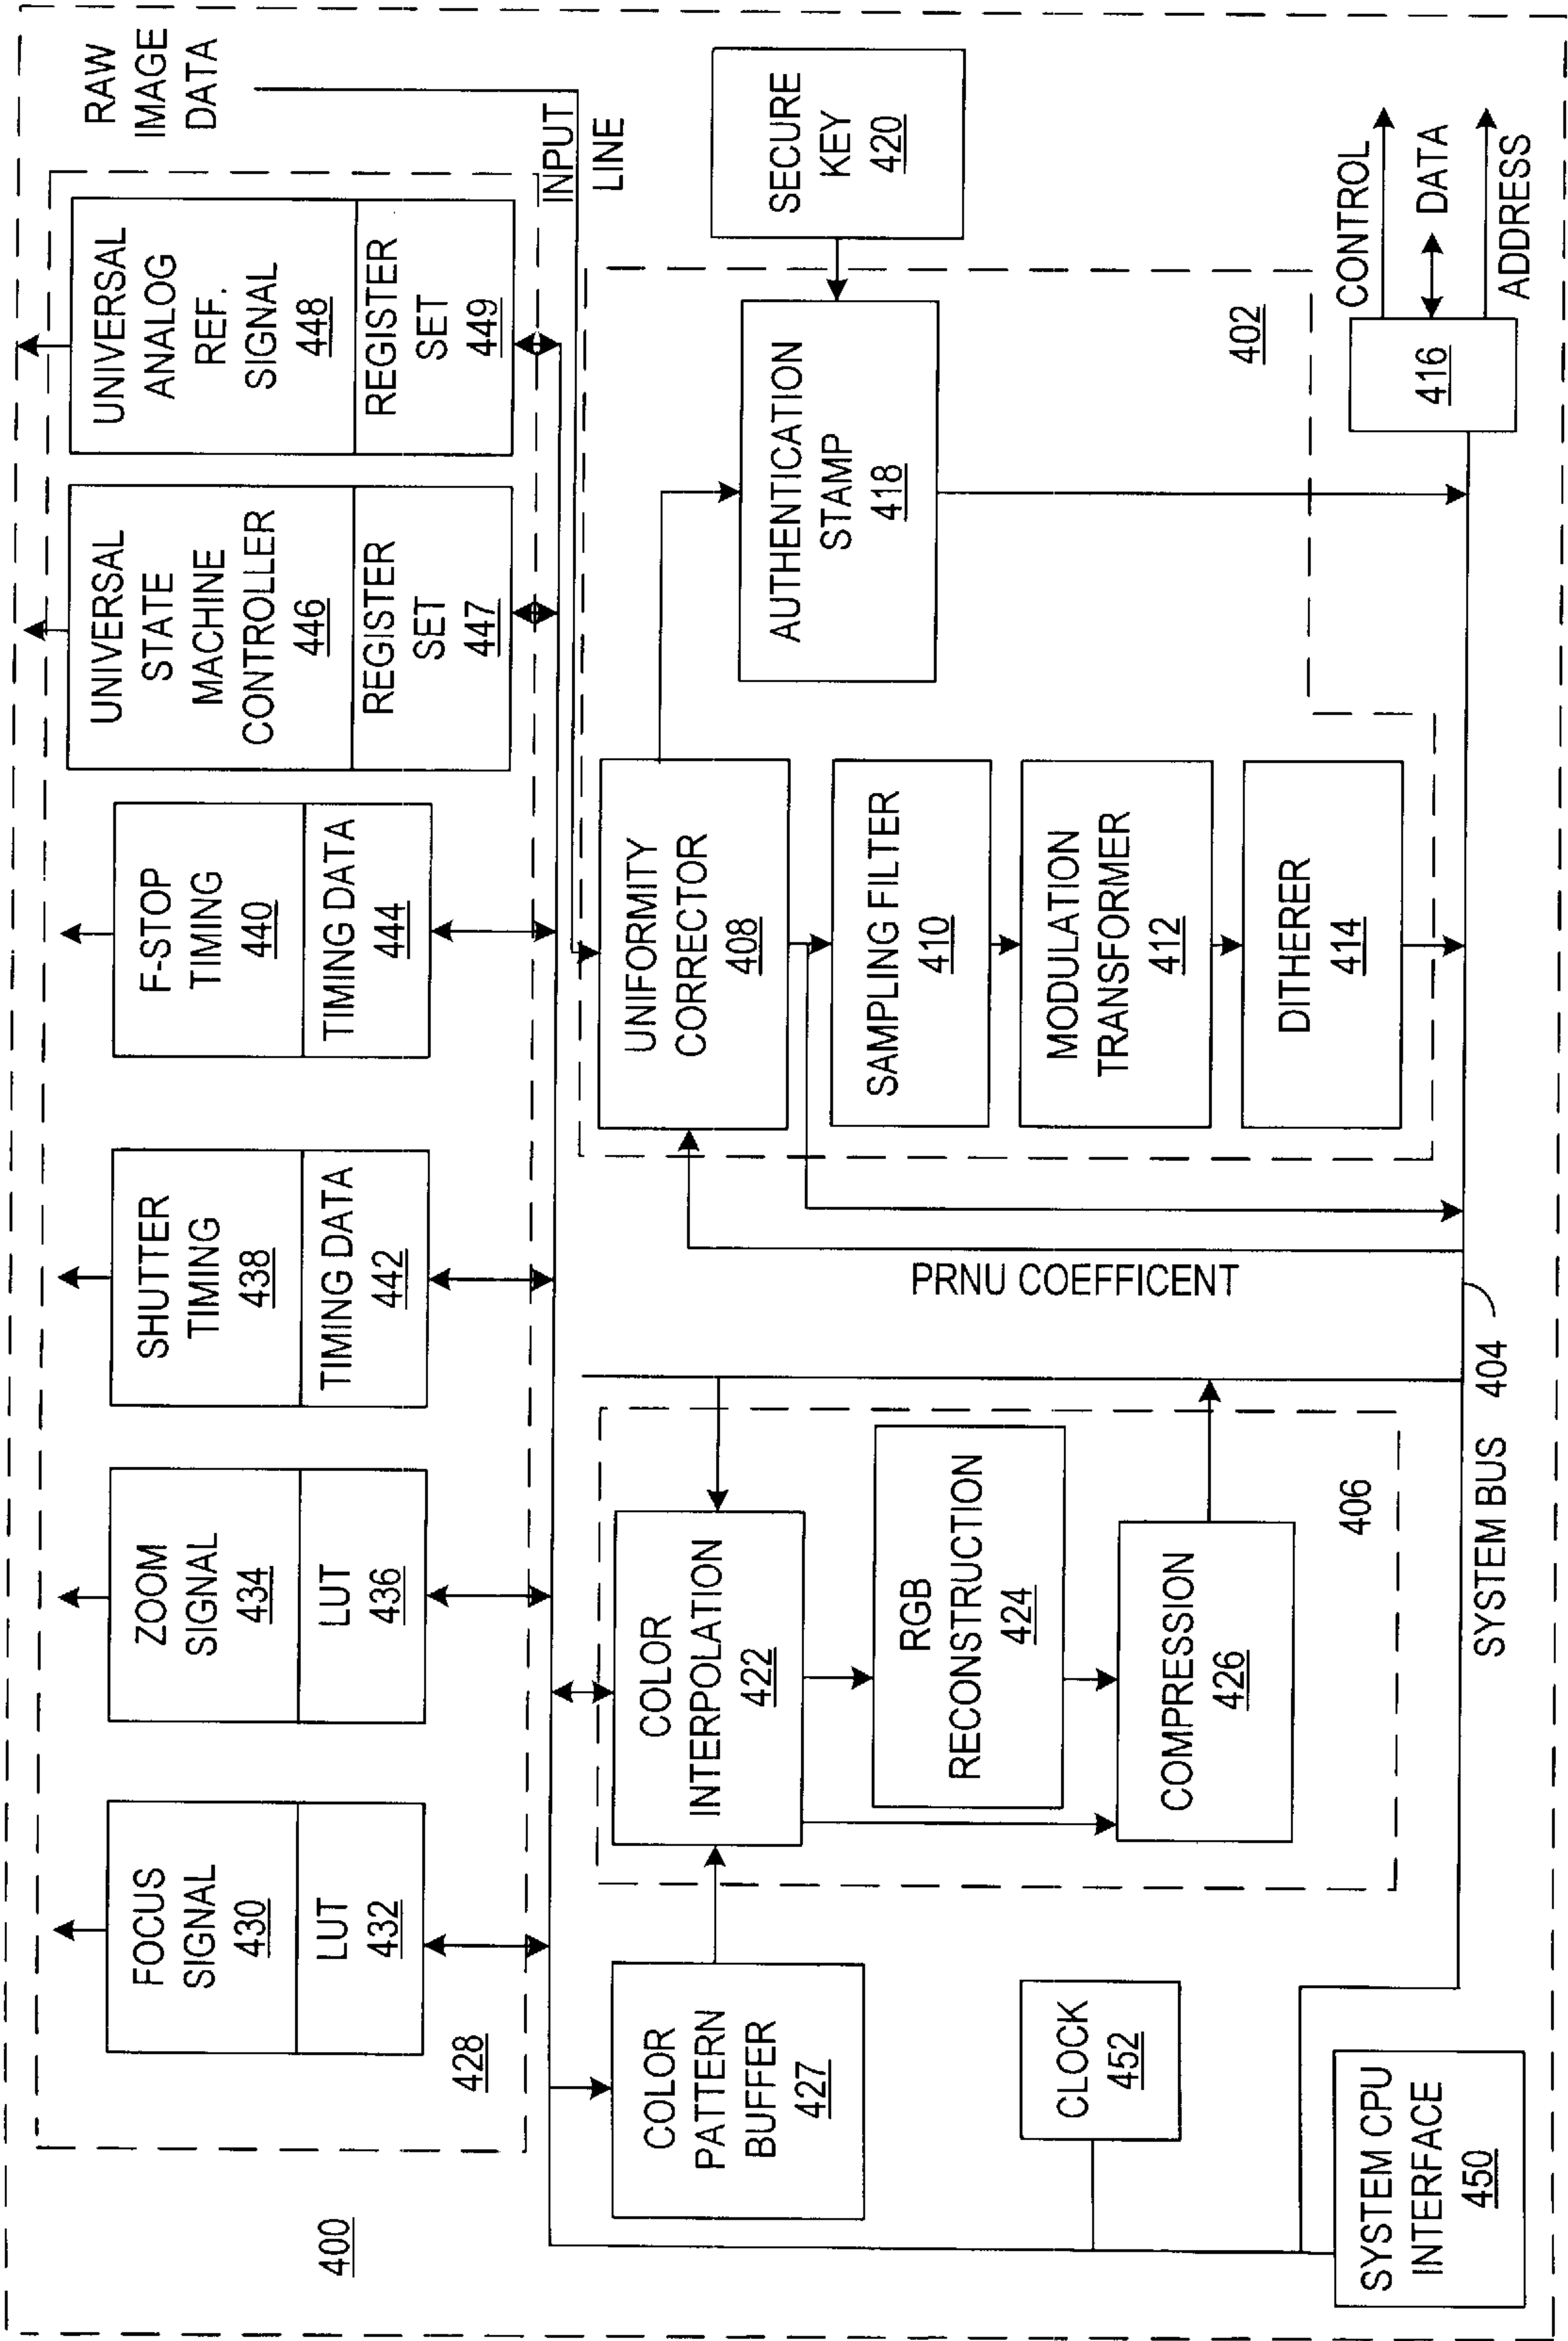 400
428
FOCUS
SIGNAL
430
LUT
432
ZOOM
SIGNAL
434
LUT
436
SHUTTER
TIMING
438
TIMING DATA
442
F-STOP
TIMING
440
TIMING DATA
444
UNIVERSAL
STATE
MACHINE
CONTROLLER
446
REGISTER
SET
447
UNIVERSAL
ANALOG
REF.
SIGNAL
448
REGISTER
SET
449
RAW
IMAGE
DATA
INPUT
LINE
COLOR
PATTERN
BUFFER
427
COLOR
INTERPOLATION
422
RGB
RECONSTRUCTION
424
COMPRESSION
426
406
PRNU COEFFICENT
UNIFORMITY
CORRECTOR
408
SAMPLING FILTER
410
MODULATION
TRANSFORMER
412
DITHERER
414
AUTHENTICATION
STAMP
418
SECURE
KEY
420
402
CLOCK
452
SYSTEM CPU
INTERFACE
450
SYSTEM BUS 404
416
CONTROL
DATA
ADDRESS